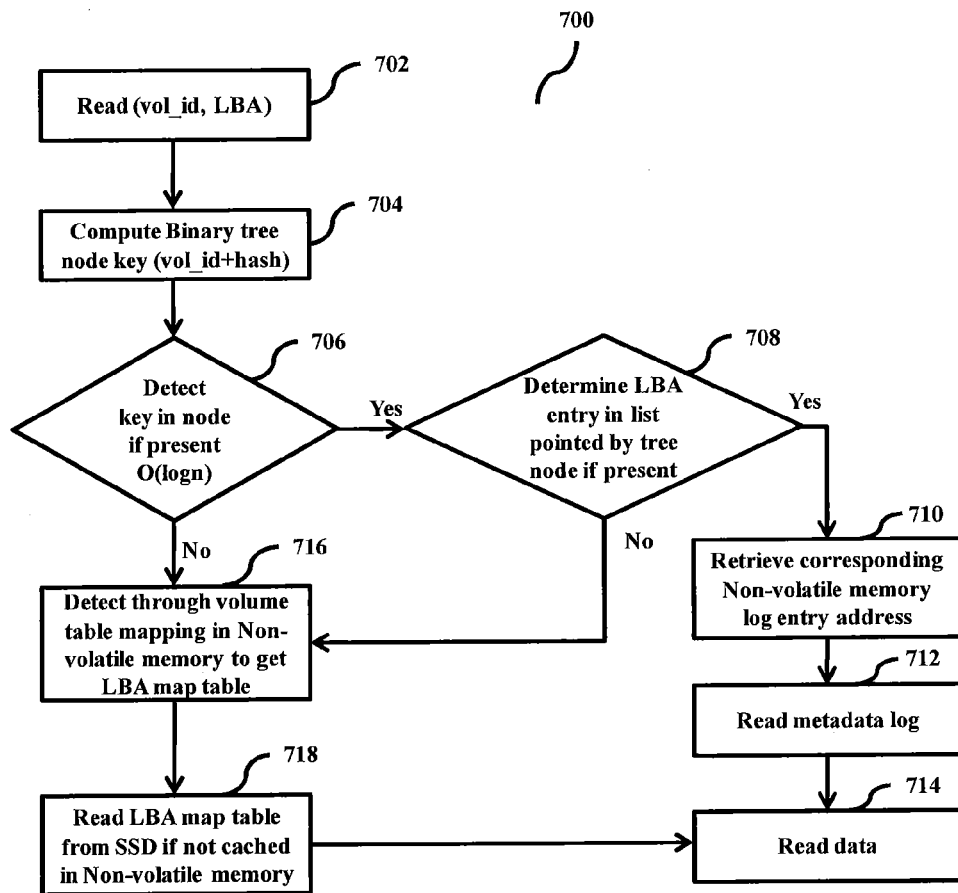 700
702
Read (vol_id, LBA)
704
Compute Binary tree
node key (vol_id+hash)
706
Detect
key in node
if present
O(logn)
Yes
708
Determine LBA
entry in list
pointed by tree
node if present
Yes
No
No
710
Retrieve corresponding
Non-volatile memory
log entry address
716
Detect through volume
table mapping in Non-
volatile memory to get
LBA map table
712
Read metadata log
718
Read LBA map table
from SSD if not cached
in Non-volatile memory
714
Read data